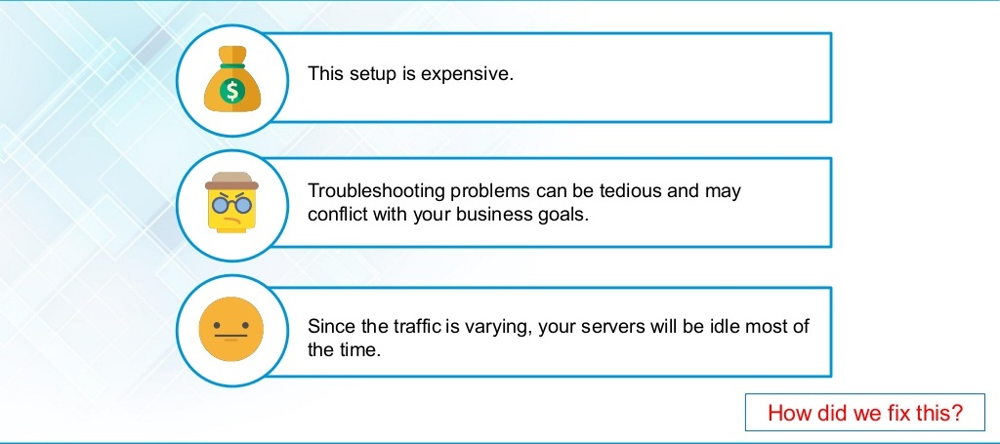 This setup is expensive.
Troubleshooting problems can be tedious and may
conflict with your business goals.
Since the traffic is varying, your servers will be idle most of
the time.
How did we fix this?
$